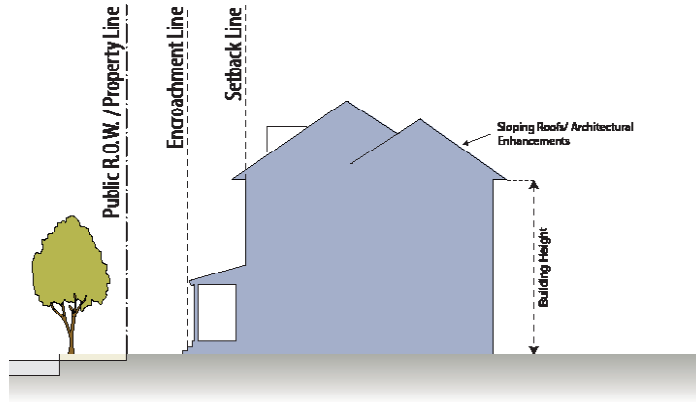 Public R.O.W. / Property Line
Encroachment Line
Setback Line
Sloping Roofs/ Architectural
Enhancements
Building Height